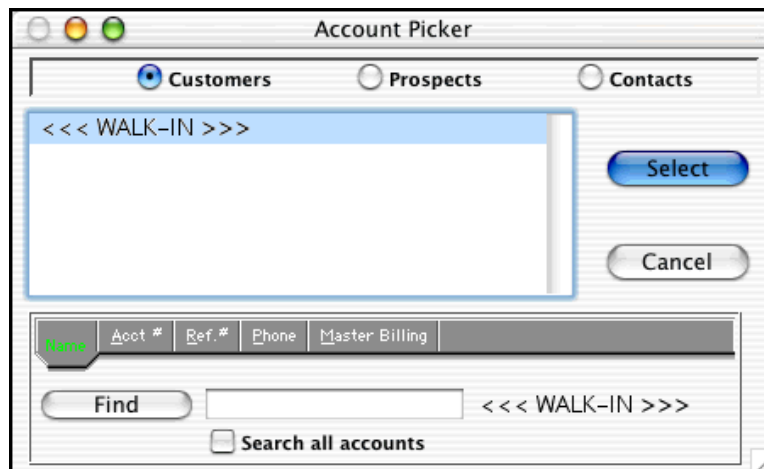 Account Picker
Customers Prospects Contacts
<<< WALK-IN >>>
Select
Cancel
Name Acct # Ref.# Phone Master Billing
Find <<< WALK-IN >>>
Search all accounts